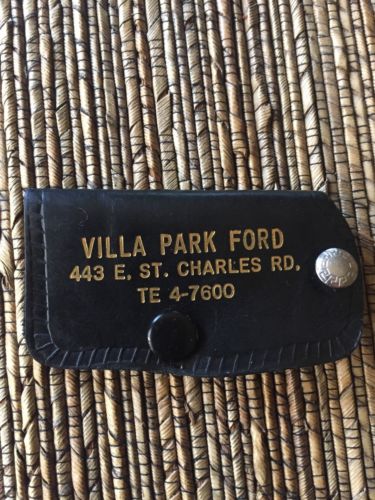 VILLA PARK FORD
443 E. ST. CHARLES RD.
TE 4-7600